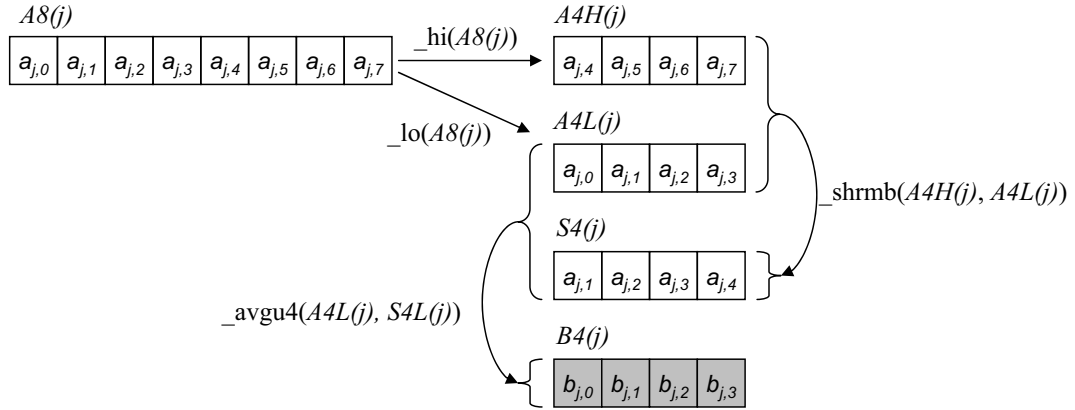 A8(j)
a_{j,0} a_{j,1} a_{j,2} a_{j,3} a_{j,4} a_{j,5} a_{j,6} a_{j,7}
_hi(A8(j))
_lo(A8(j))
A4H(j)
a_{j,4} a_{j,5} a_{j,6} a_{j,7}
A4L(j)
a_{j,0} a_{j,1} a_{j,2} a_{j,3}
_shrmb(A4H(j), A4L(j))
S4(j)
a_{j,1} a_{j,2} a_{j,3} a_{j,4}
_avgu4(A4L(j), S4L(j))
B4(j)
b_{j,0} b_{j,1} b_{j,2} b_{j,3}